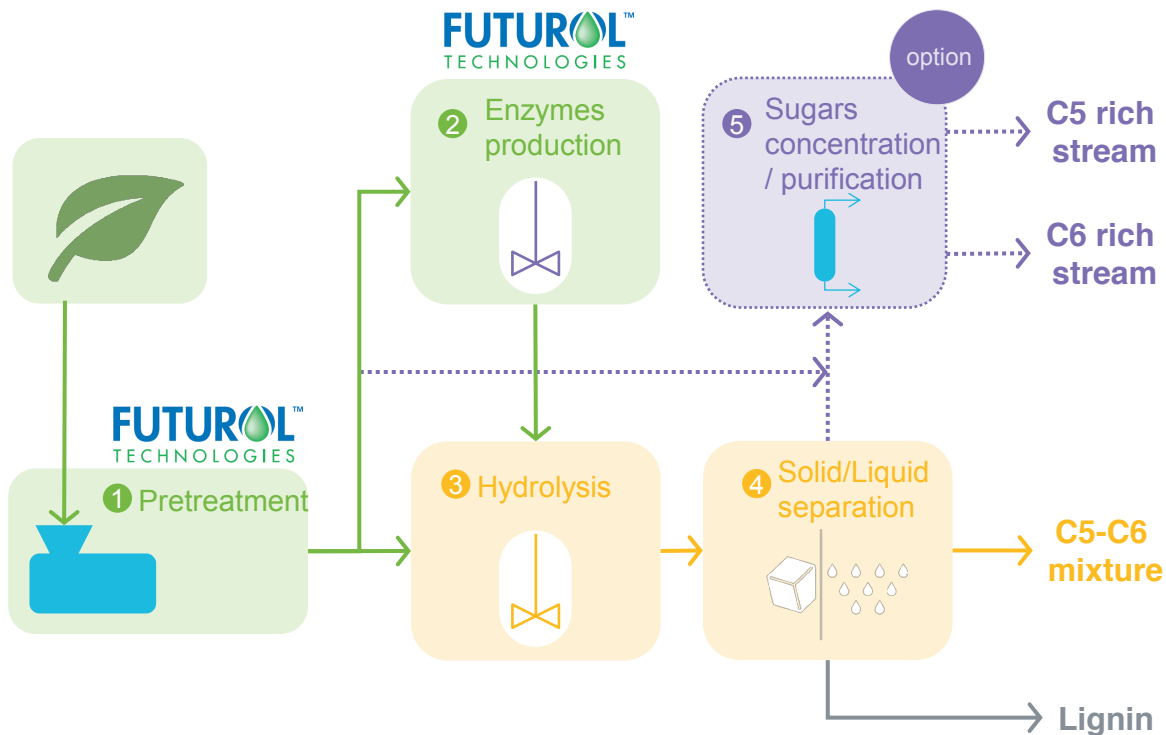 FUTUROL™
TECHNOLOGIES
option
2 Enzymes
production
5 Sugars
concentration
/ purification
C5 rich
stream
C6 rich
stream
FUTUROL™
TECHNOLOGIES
1 Pretreatment
3 Hydrolysis
4 Solid/Liquid
separation
C5-C6
mixture
Lignin